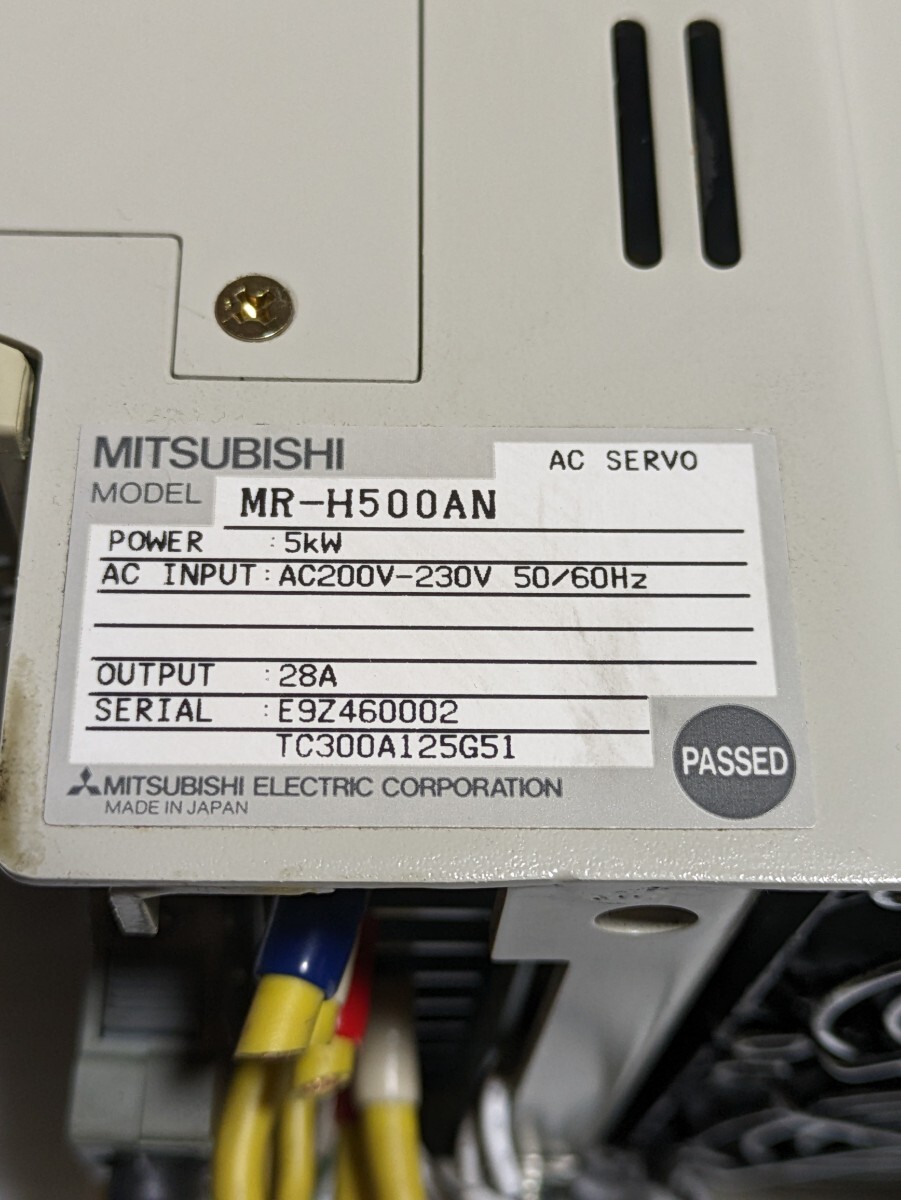 MITSUBISHI
AC SERVO
MODEL MR-H500AN
POWER :5kW
AC INPUT:AC200V-230V 50/60Hz
OUTPUT :28A
SERIAL :E9Z460002
TC300A125G51
PASSED
MITSUBISHI ELECTRIC CORPORATION
MADE IN JAPAN